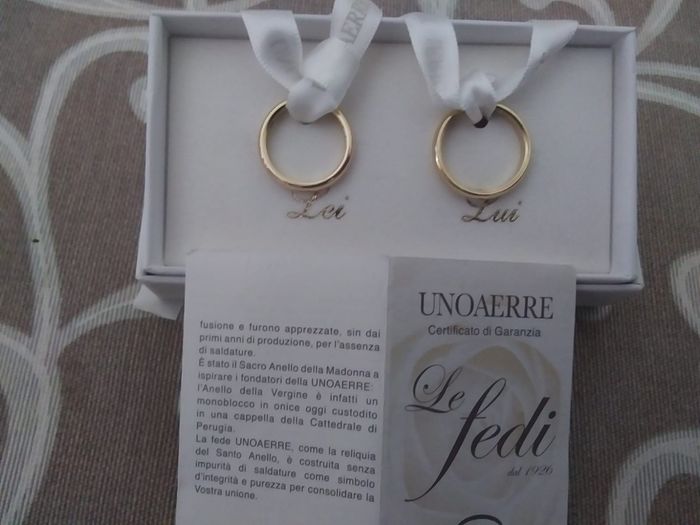 AERRE
Lei
Lui
fusione e furono apprezzate, sin dai
primi anni di produzione, per l'assenza
di saldature.
È stato il Sacro Anello della Madonna a
ispirare i fondatori della UNOAERRE:
l'Anello della Vergine è infatti un
monoblocco in onice oggi custodito
in una cappella della Cattedrale di
Perugia.
La fede UNOAERRE, come la reliquia
del Santo Anello, è costruita senza
impurità di saldature come simbolo
d'integrità e purezza per consolidare la
Vostra unione.
UNOAERRE
Certificato di Garanzia
Le
fedi
dal 1926